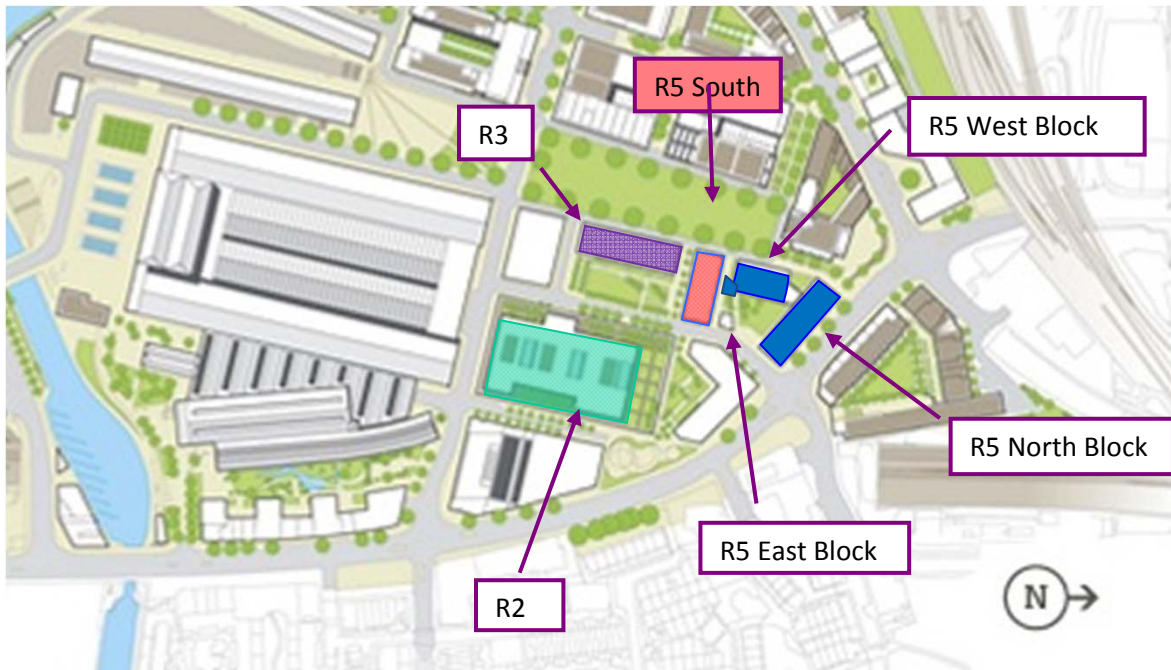 R5 South
R3
R5 West Block
R5 North Block
R5 East Block
R2
N